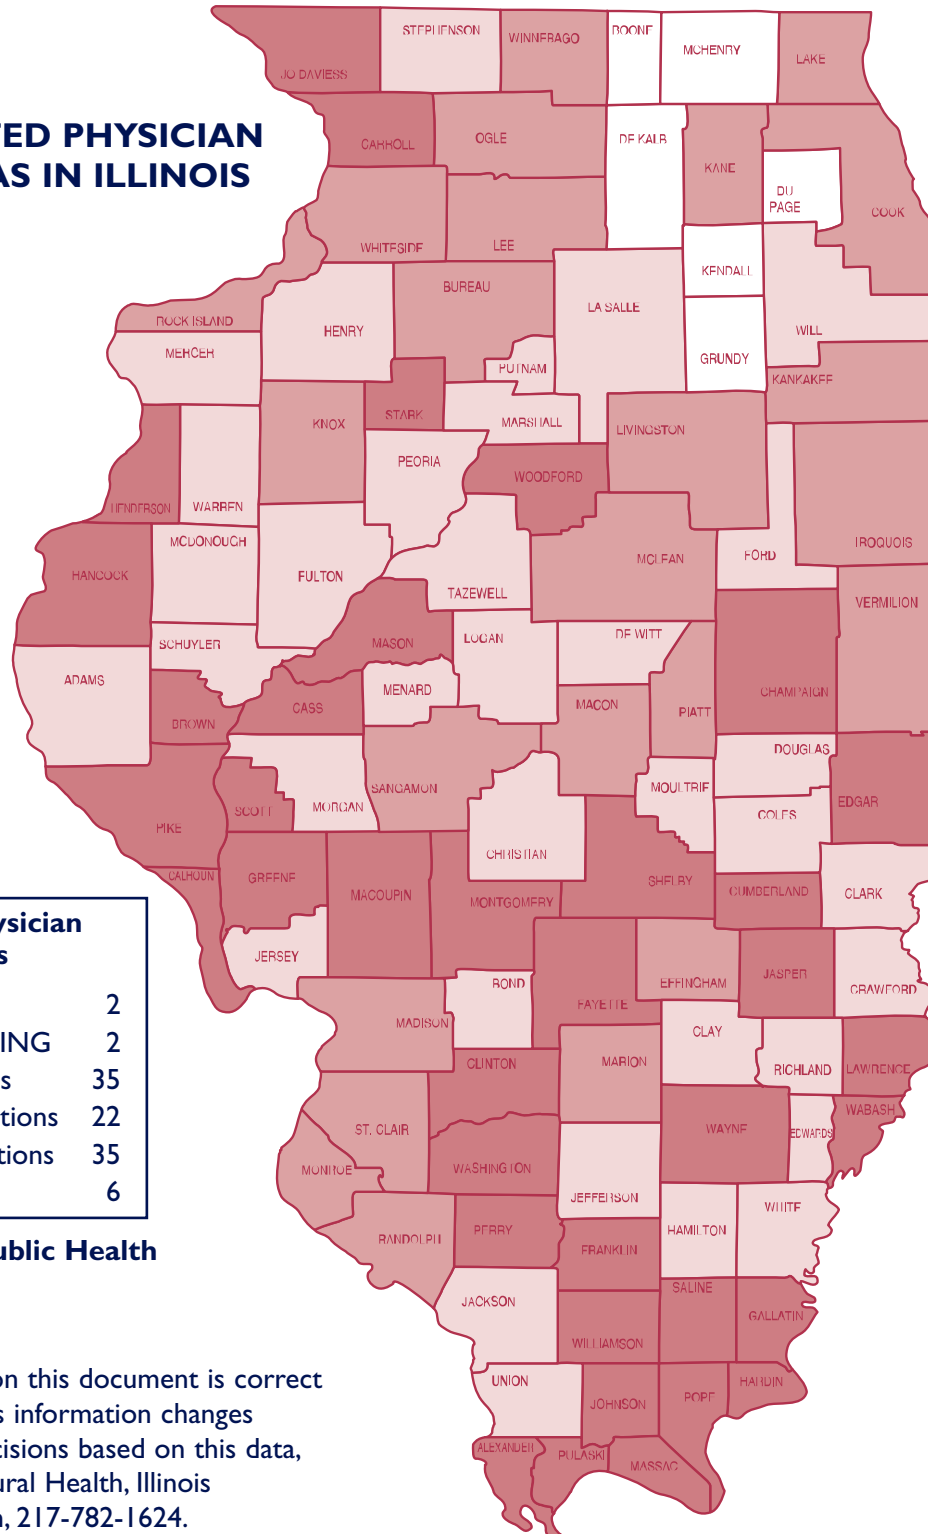 STEPHENSON
WINNEBAGO
BOONE
MCHENRY
LAKE
JO DAVIESS
TED PHYSICIAN
AS IN ILLINOIS
CARROLL
OGLE
DE KALB
KANE
DU
PAGE
COOK
WHITESIDE
LEE
KENDALL
BUREAU
LA SALLE
ROCK ISLAND
HENRY
WILL
MERCER
PUTNAM
GRUNDY
KANKAKEE
STARK
KNOX
MARSHALL
LIVINGSTON
PEORIA
WOODFORD
HENDERSON
WARREN
MCDONOUGH
MCLEAN
FORD
IROQUOIS
HANCOCK
FULTON
TAZEWELL
VERMILION
SCHUYLER
MASON
LOGAN
DE WITT
ADAMS
MENARD
CHAMPAIGN
BROWN
CASS
MACON
PIATT
DOUGLAS
SANGAMON
MOULTRIE
SCOTT
MORGAN
COLES
EDGAR
PIKE
CHRISTIAN
CALHOUN
GREENE
MACOUPIN
MONTGOMERY
SHELBY
CUMBERLAND
CLARK
JERSEY
BOND
FAYETTE
EFFINGHAM
JASPER
CRAWFORD
MADISON
CLAY
CLINTON
MARION
RICHLAND
LAWRENCE
ST. CLAIR
WAYNE
EDWARDS
WABASH
MONROE
WASHINGTON
JEFFERSON
WHITE
RANDOLPH
PERRY
FRANKLIN
HAMILTON
JACKSON
WILLIAMSON
SALINE
GALLATIN
UNION
JOHNSON
POPE
HARDIN
ALEXANDER
PULASKI
MASSAC
ysician
s
2
ING 2
s 35
tions 22
tions 35
6
ublic Health
on this document is correct
s information changes
cisions based on this data,
ural Health, Illinois
n, 217-782-1624.